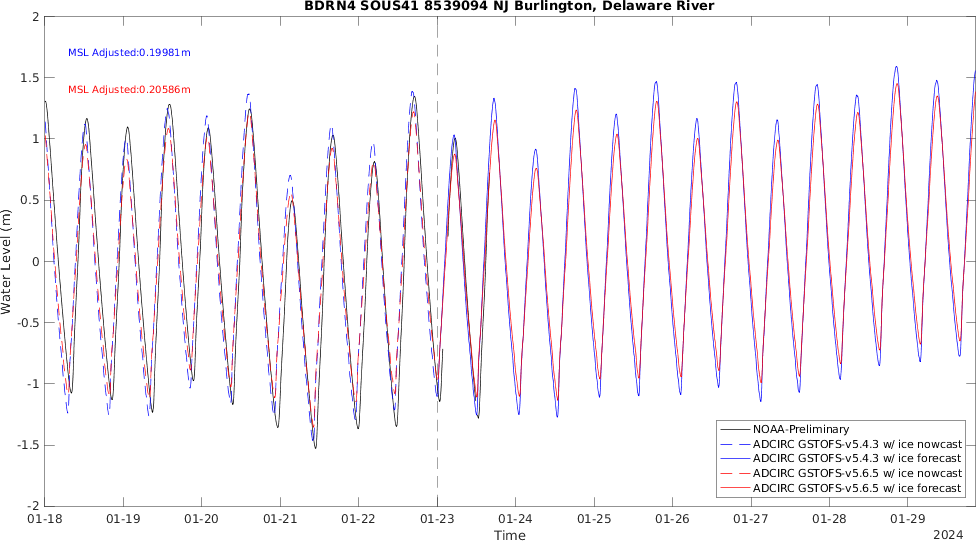 BDRN4 SOUS41 8539094 NJ Burlington, Delaware River
MSL Adjusted:0.19981m
MSL Adjusted:0.20586m
Water Level (m)
2
1.5
1
0.5
0
-0.5
-1
-1.5
-2
NOAA-Preliminary
ADCIRC GSTOFS-v5.4.3 w/ ice nowcast
ADCIRC GSTOFS-v5.4.3 w/ ice forecast
ADCIRC GSTOFS-v5.6.5 w/ ice nowcast
ADCIRC GSTOFS-v5.6.5 w/ ice forecast
01-18 01-19 01-20 01-21 01-22 01-23 01-24 01-25 01-26 01-27 01-28 01-29
Time
2024